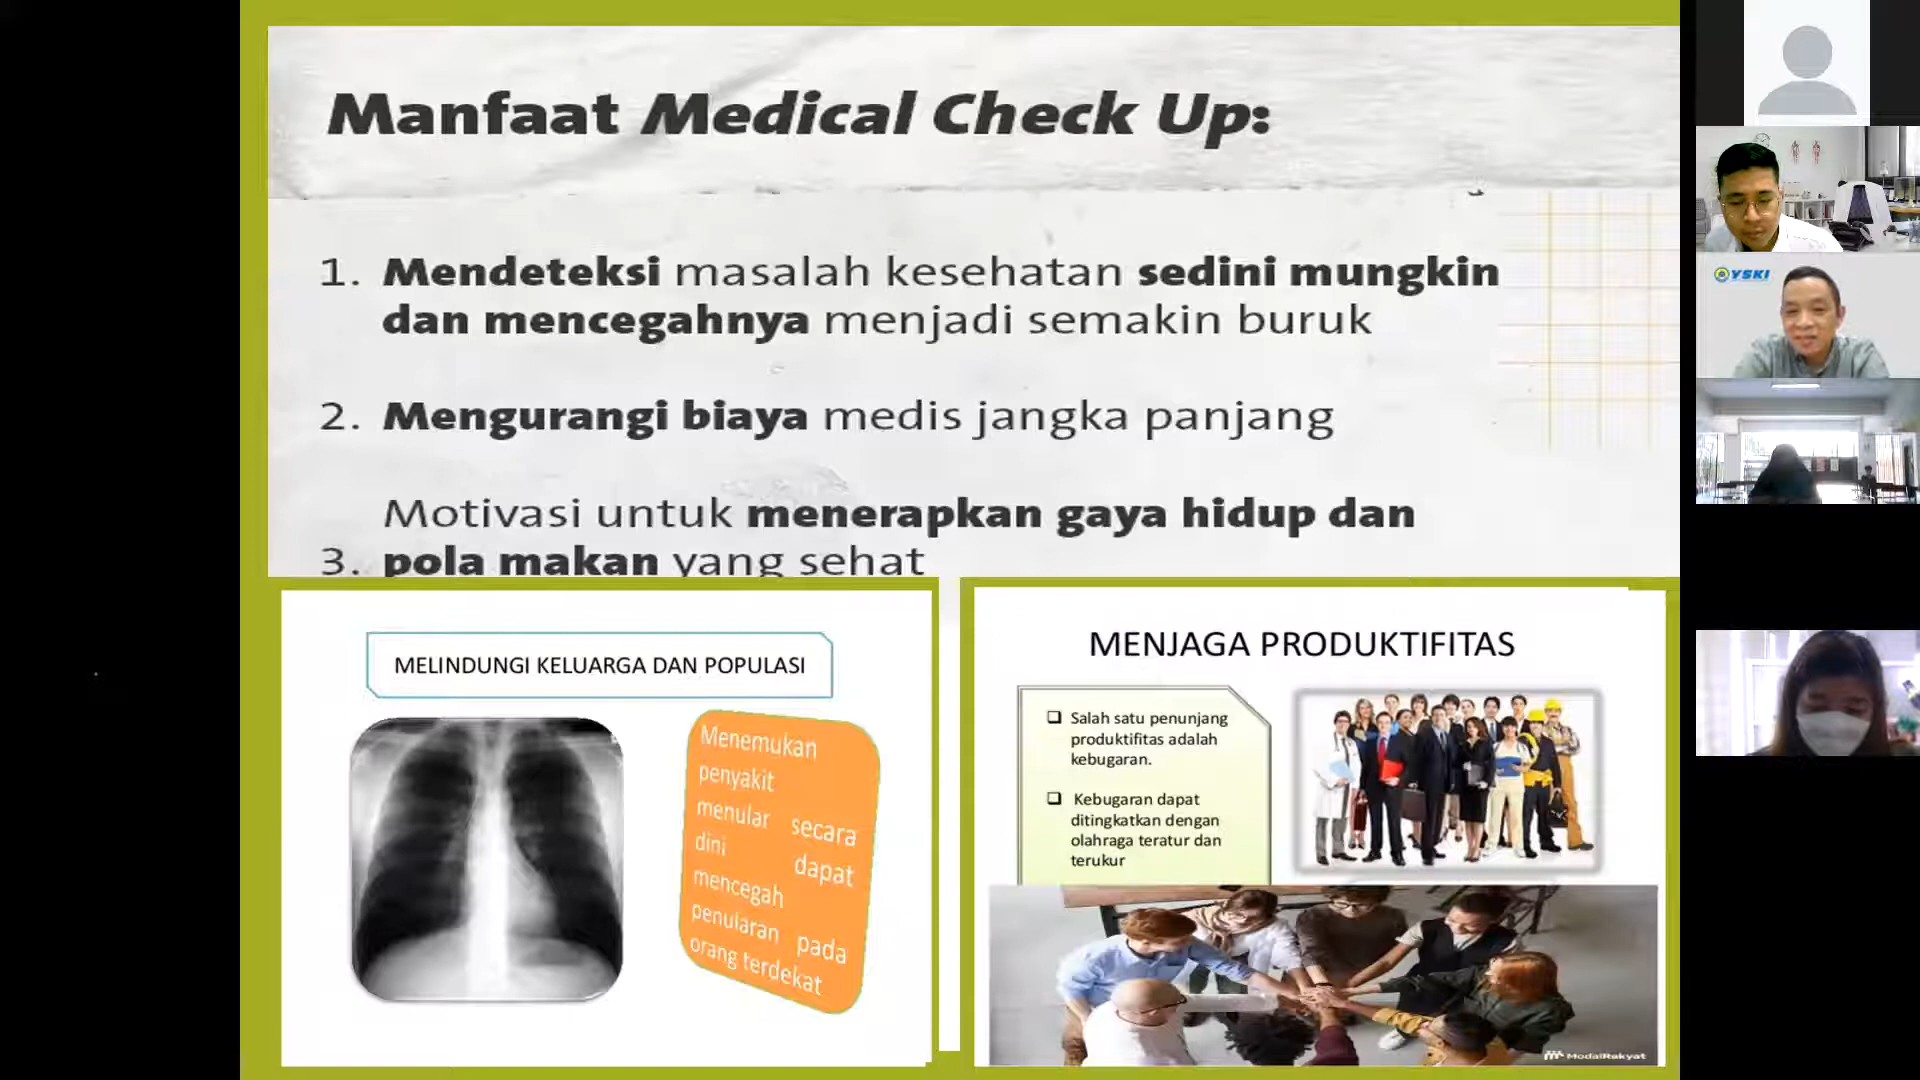 Manfaat Medical Check Up:
1. Mendeteksi masalah kesehatan sedini mungkin
dan mencegahnya menjadi semakin buruk
2. Mengurangi biaya medis jangka panjang
Motivasi untuk menerapkan gaya hidup dan
3. pola makan yang sehat
MELINDUNGI KELUARGA DAN POPULASI
Menemukan
penyakit
menular secara
dini dapat
mencegah
penularan pada
orang terdekat
MENJAGA PRODUKTIFITAS
Salah satu penunjang
produktifitas adalah
kebugaran.
Kebugaran dapat
ditingkatkan dengan
olahraga teratur dan
terukur
ModalRakyat
YSKI